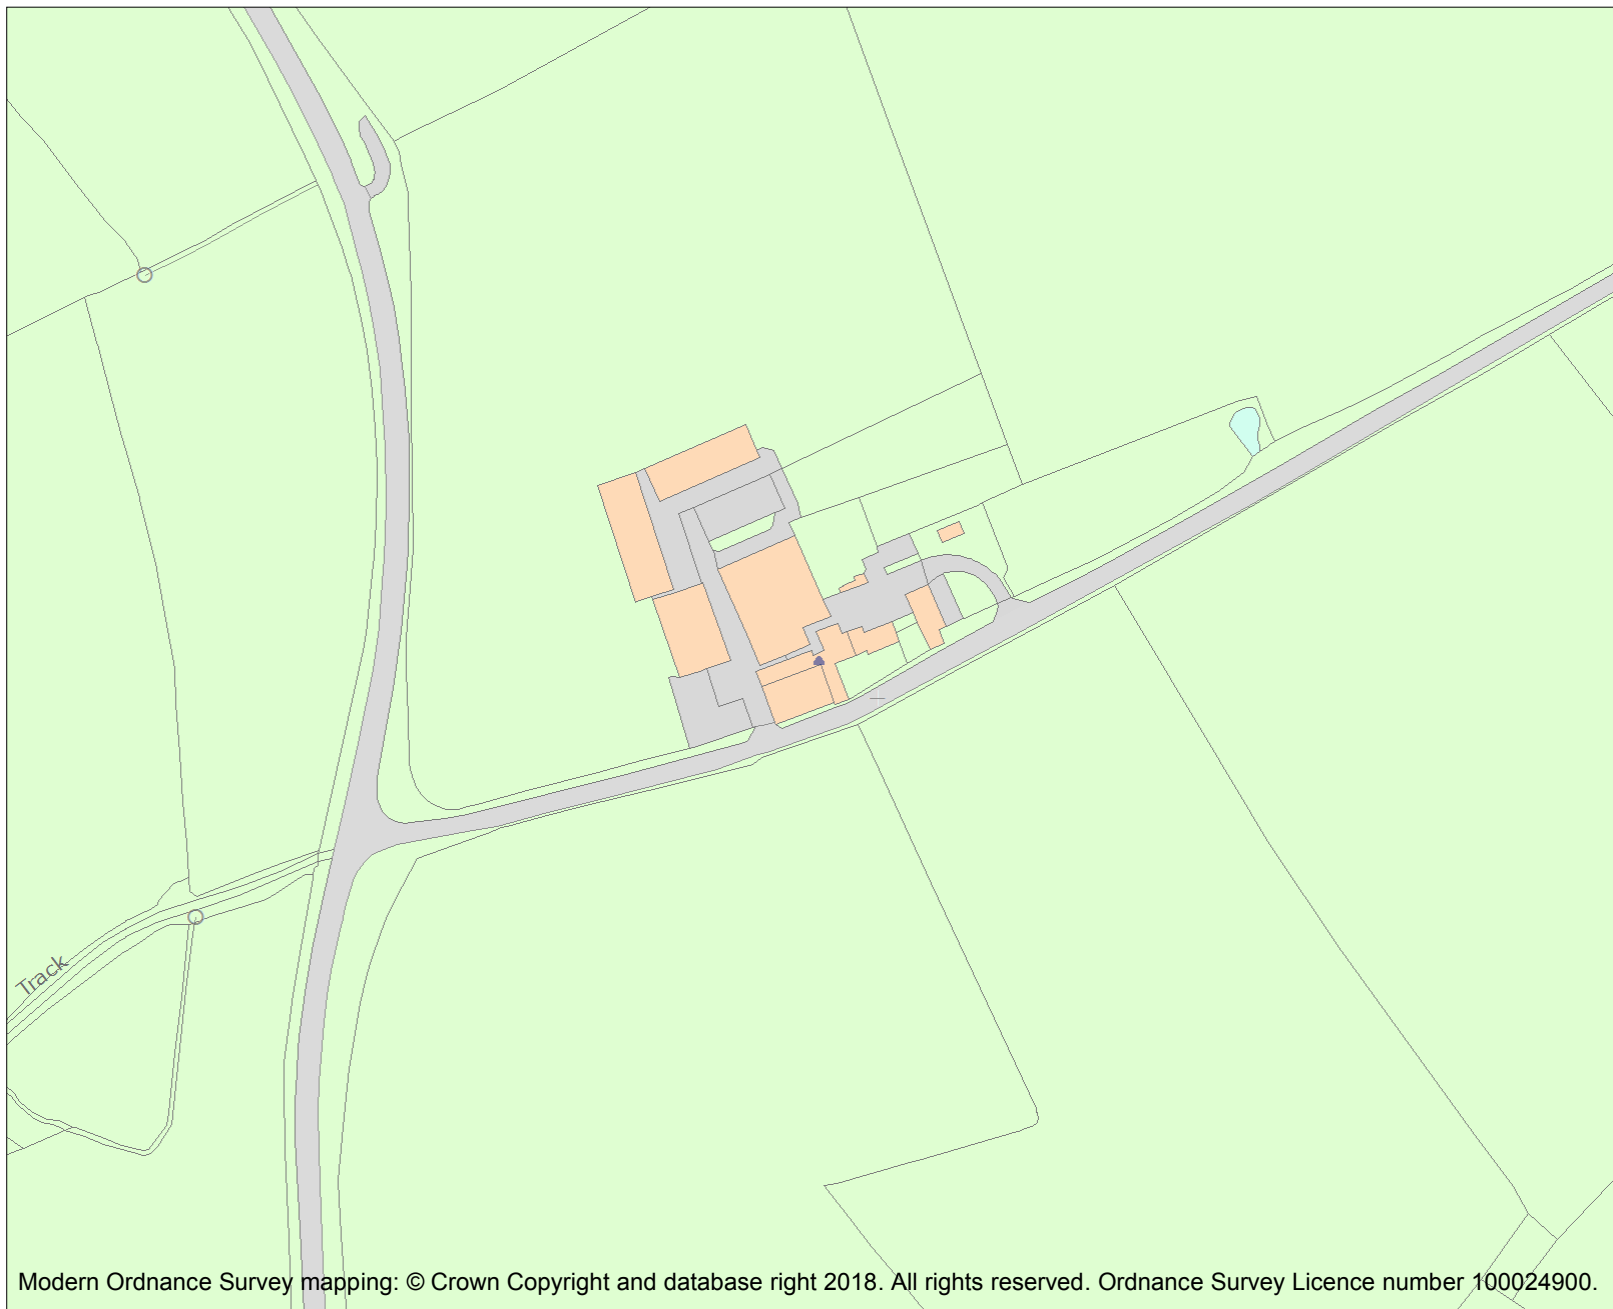 Track
Modern Ordnance Survey mapping: © Crown Copyright and database right 2018. All rights reserved. Ordnance Survey Licence number 100024900.